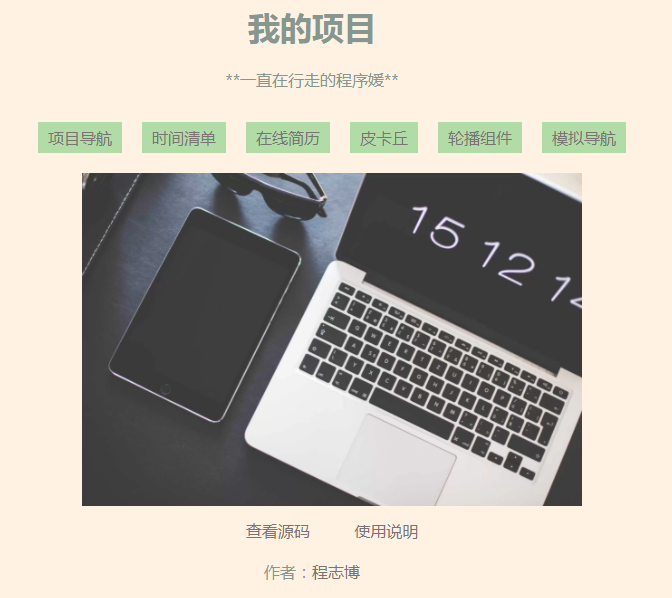 我的项目
**一直在行走的程序媛**
项目导航 时间清单 在线简历 皮卡丘 轮播组件 模拟导航
15 12 14
查看源码 使用说明
作者：程志博